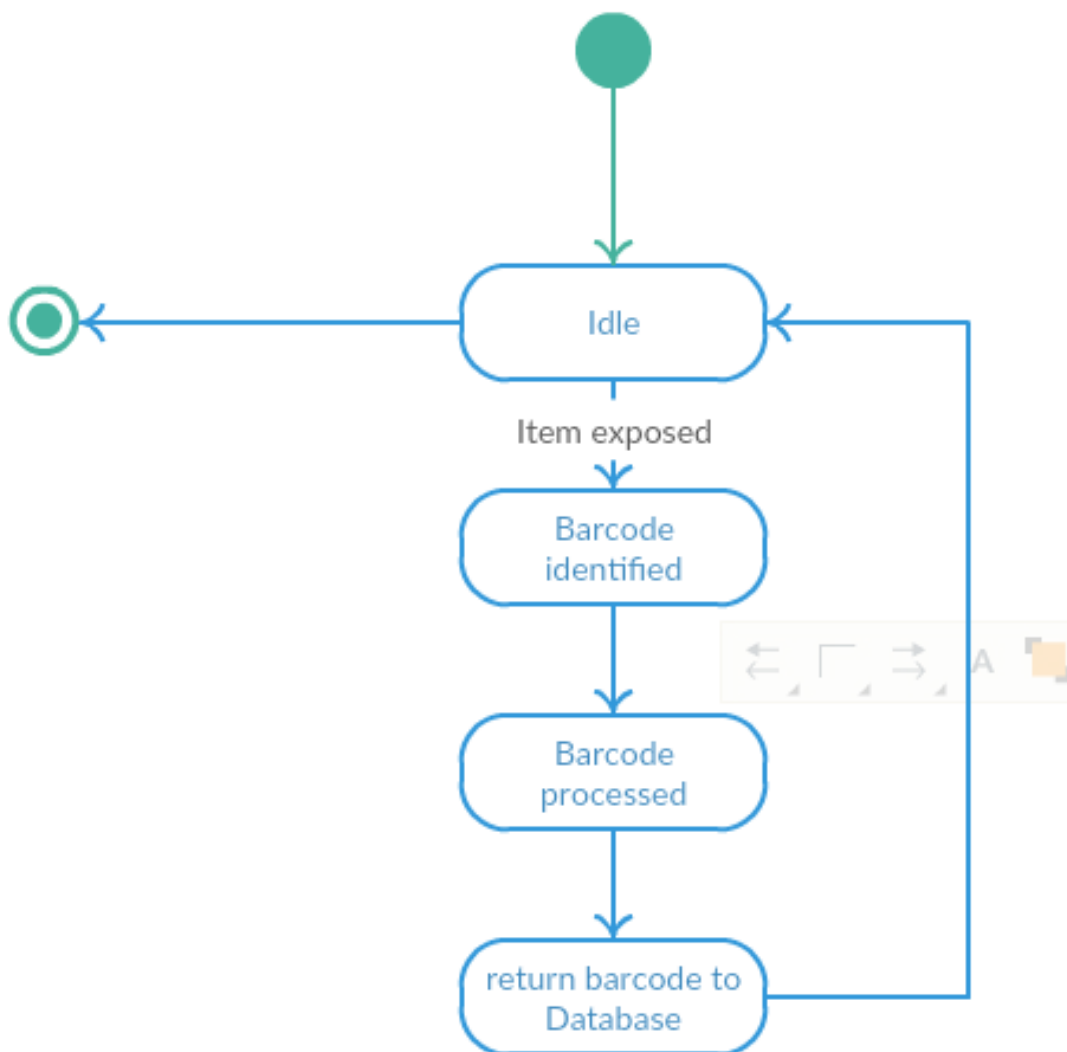 Idle
Item exposed
Barcode
identified
A
Barcode
processed
return barcode to
Database